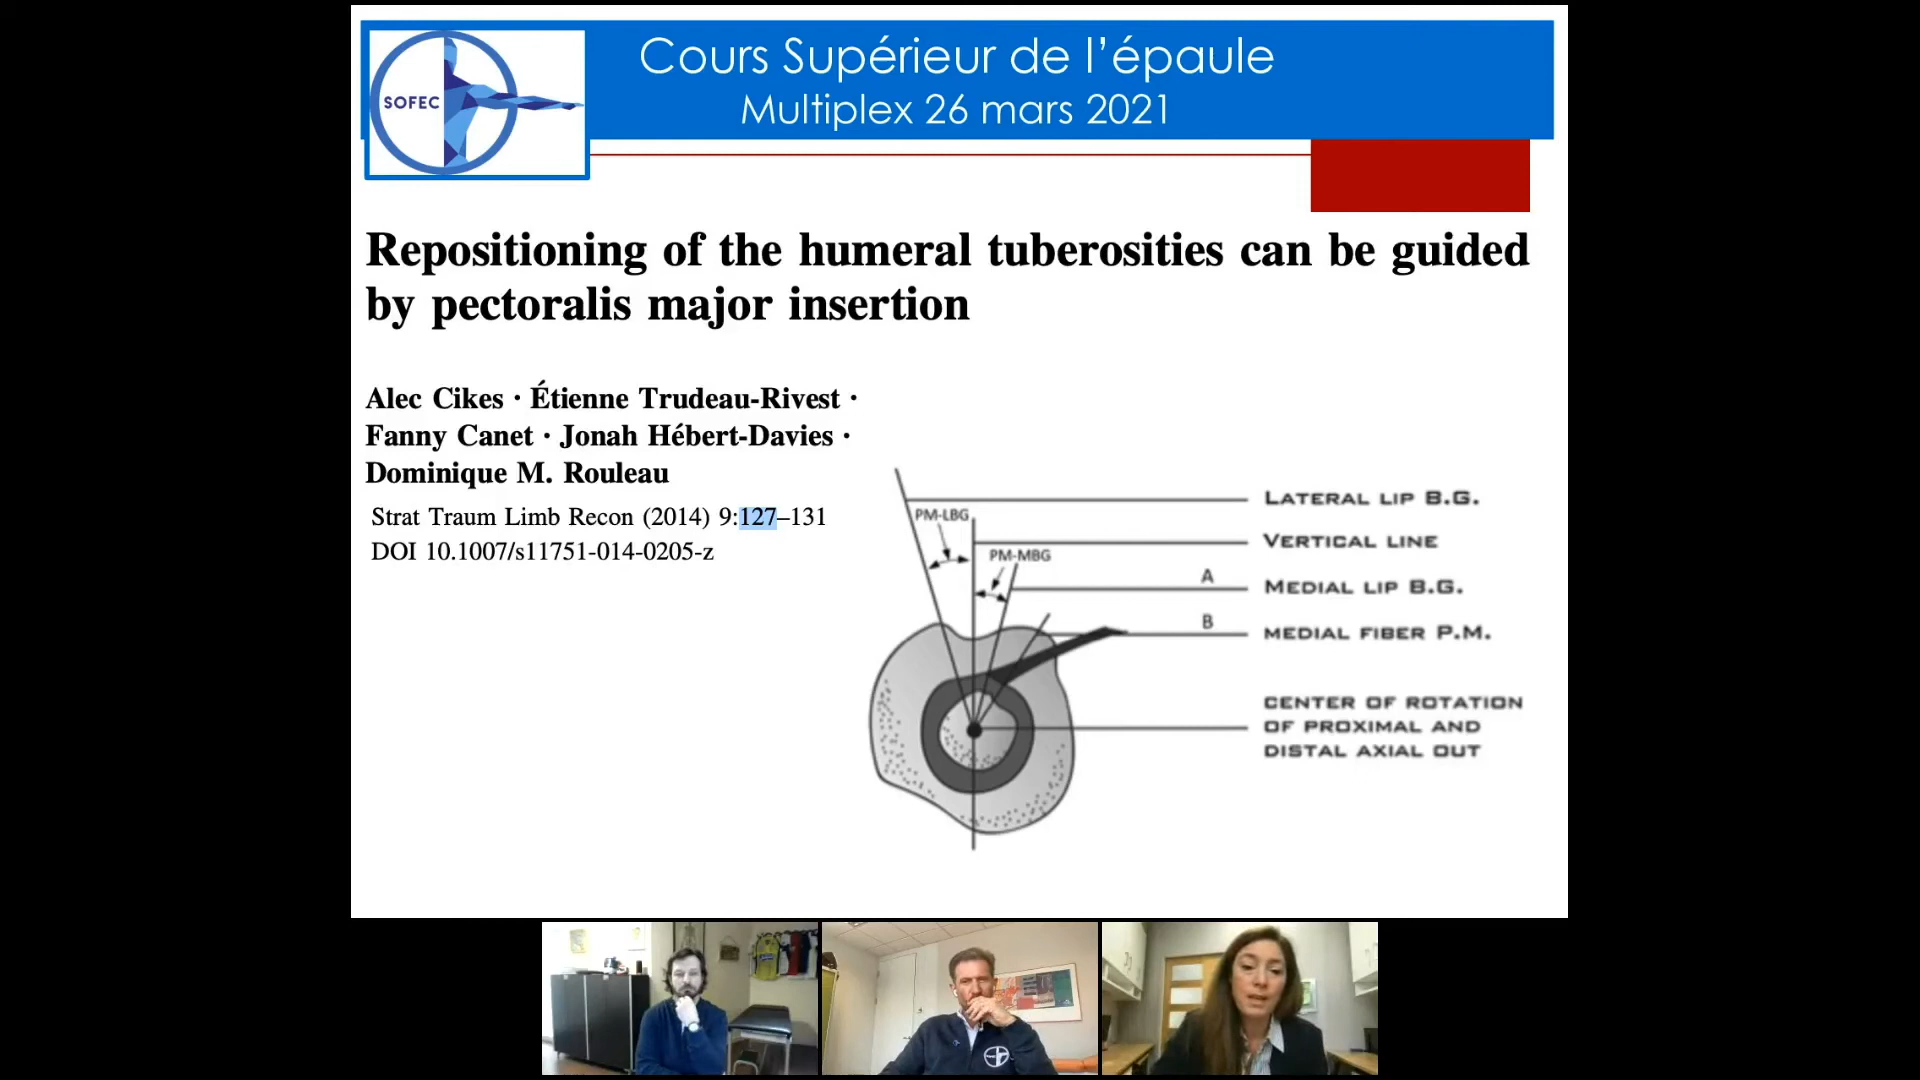 SOFEC
Cours Supérieur de l’épaule
Multiplex 26 mars 2021
Repositioning of the humeral tuberosities can be guided
by pectoralis major insertion
Alec Cikes · Étienne Trudeau-Rivest ·
Fanny Canet · Jonah Hébert-Davies ·
Dominique M. Rouleau
Strat Traum Limb Recon (2014) 9:127–131
DOI 10.1007/s11751-014-0205-z
LATERAL LIP B.G.
PM-LBG
VERTICAL LINE
PM-MBG
A
MEDIAL LIP B.G.
B
MEDIAL FIBER P.M.
CENTER OF ROTATION
OF PROXIMAL AND
DISTAL AXIAL OUT